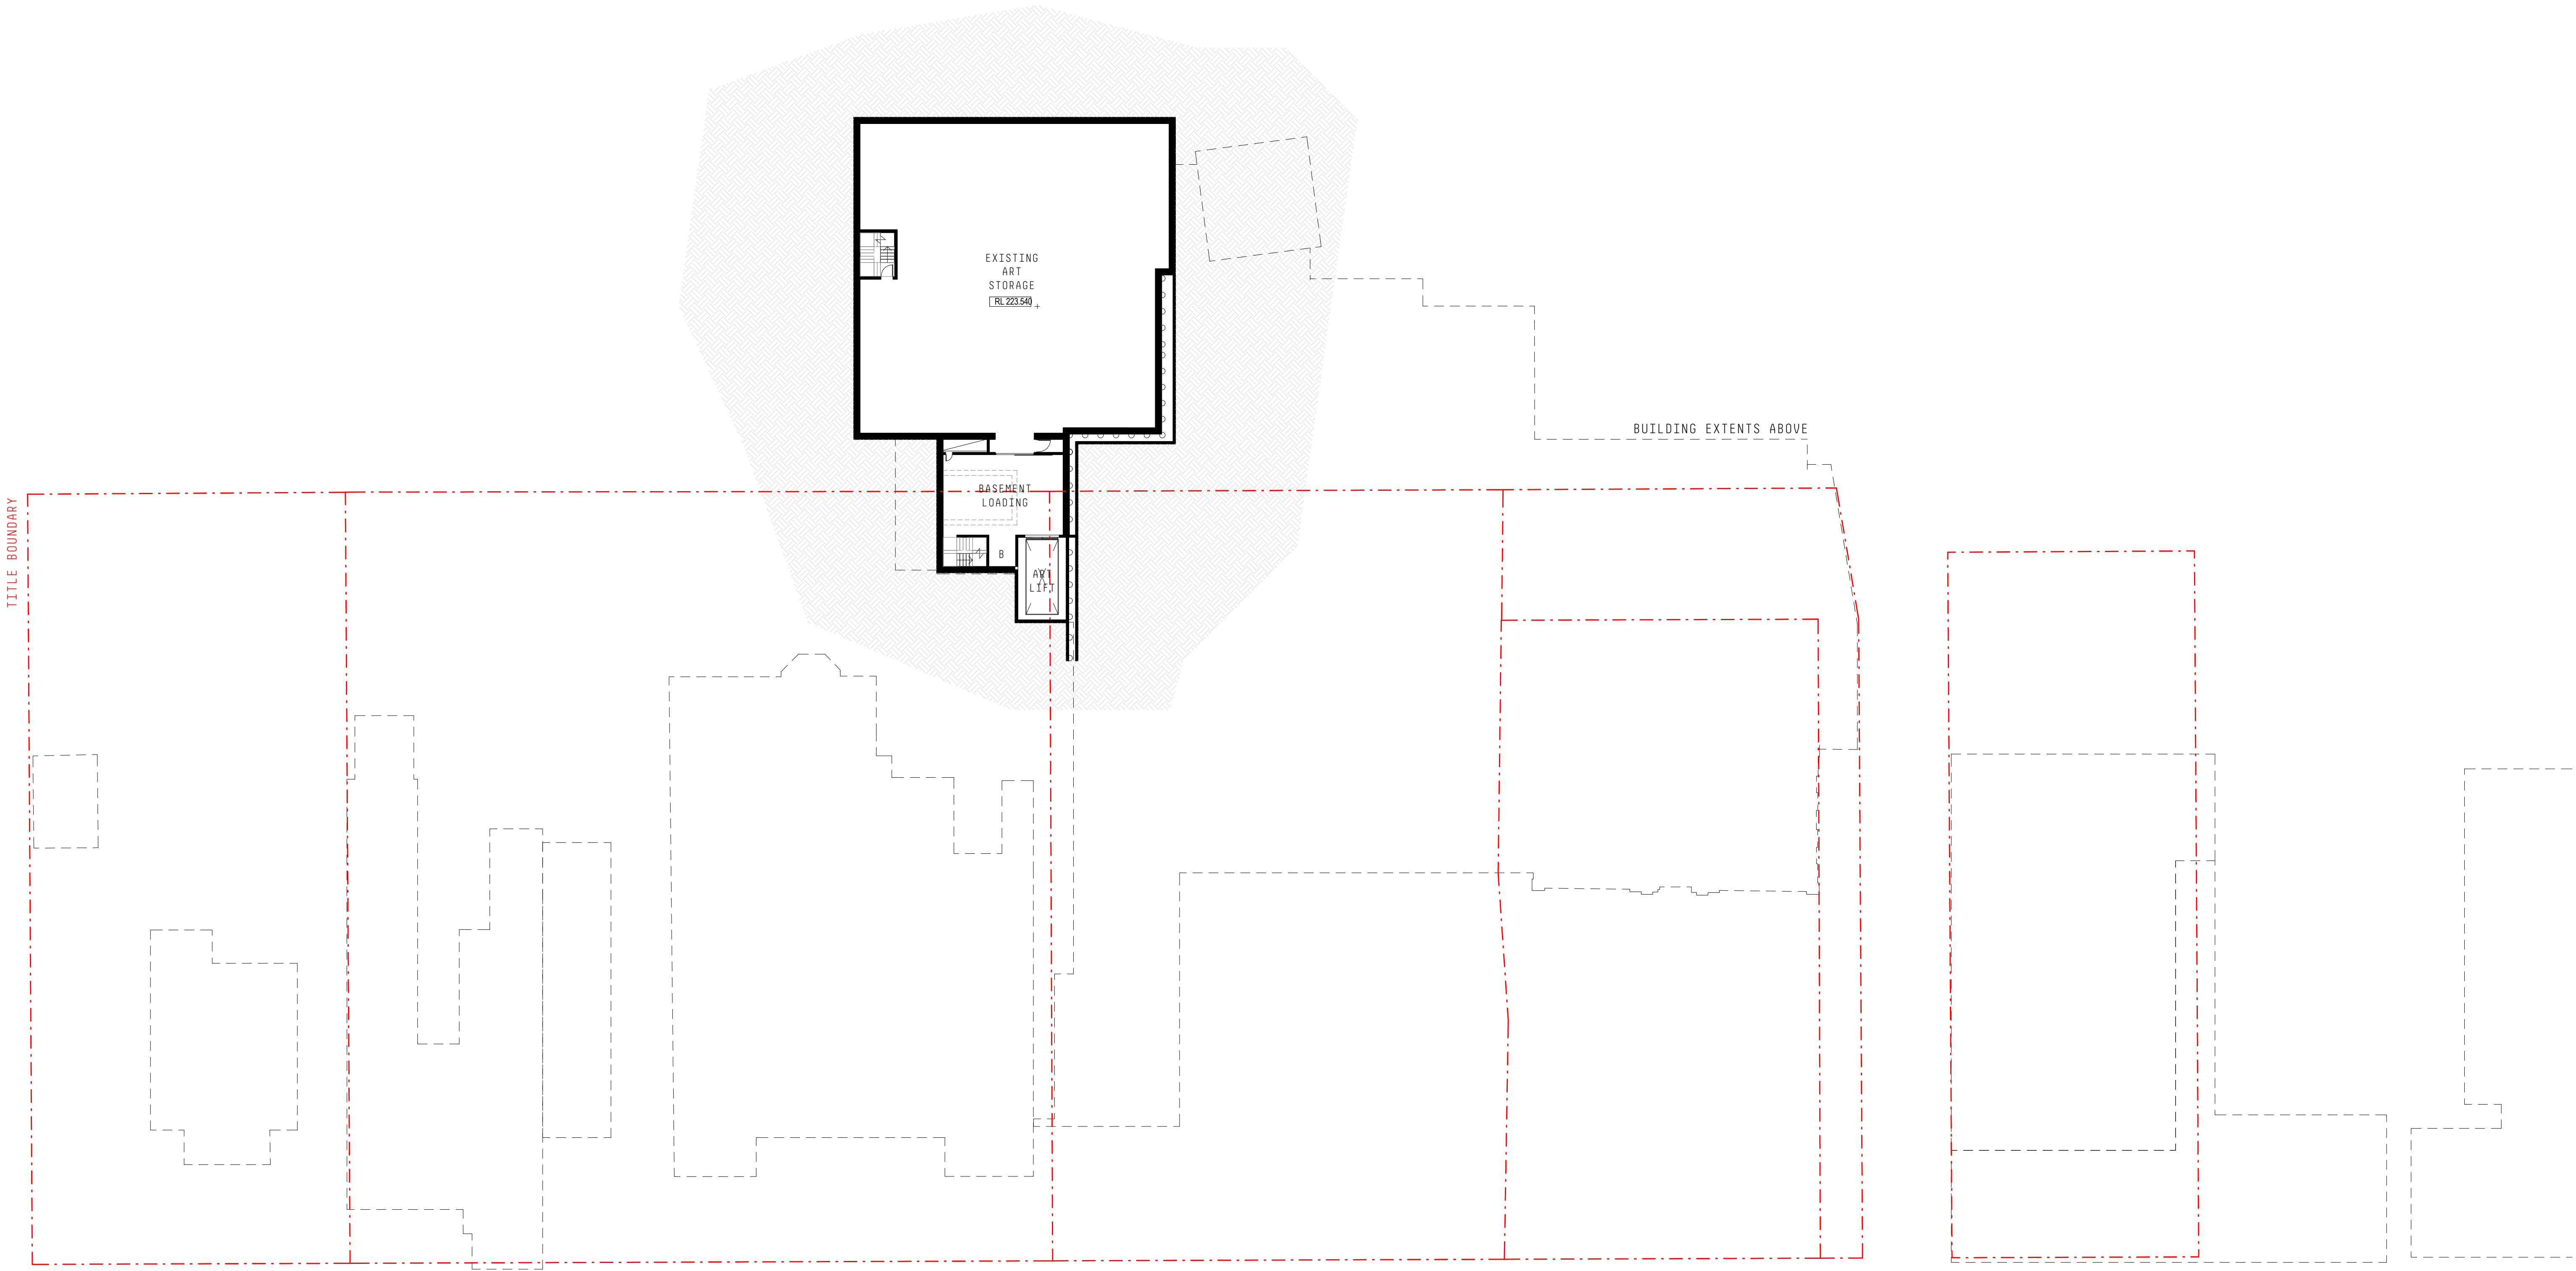 EXISTING
ART
STORAGE
RL 223.540
BUILDING EXTENTS ABOVE
TITLE BOUNDARY
BASEMENT
LOADING
B
ART
LIFT